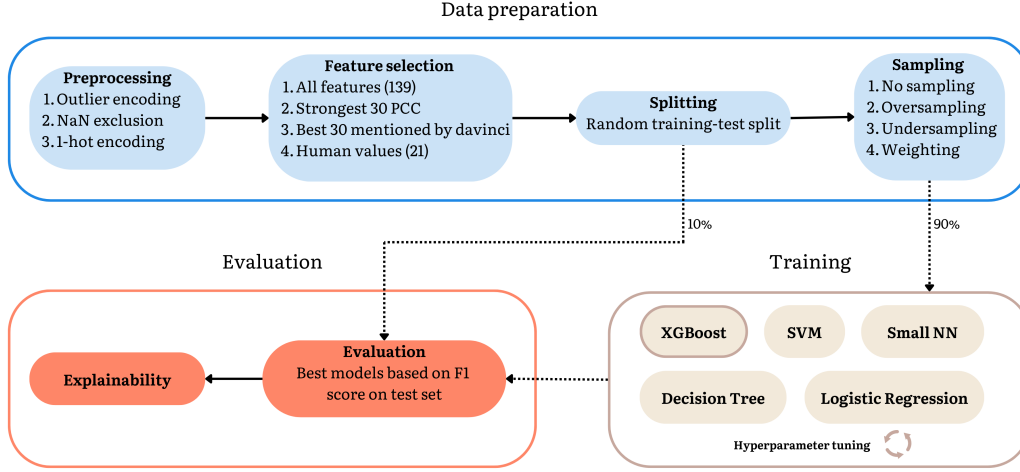 Data preparation
Preprocessing
1. Outlier encoding
2. NaN exclusion
3. 1-hot encoding
Feature selection
1. All features (139)
2. Strongest 30 PCC
3. Best 30 mentioned by davinci
4. Human values (21)
Splitting
Random training-test split
Sampling
1. No sampling
2. Oversampling
3. Undersampling
4. Weighting
10%
90%
Evaluation
Training
Explainability
Evaluation
Best models based on F1
score on test set
XGBoost
SVM
Small NN
Decision Tree
Logistic Regression
Hyperparameter tuning